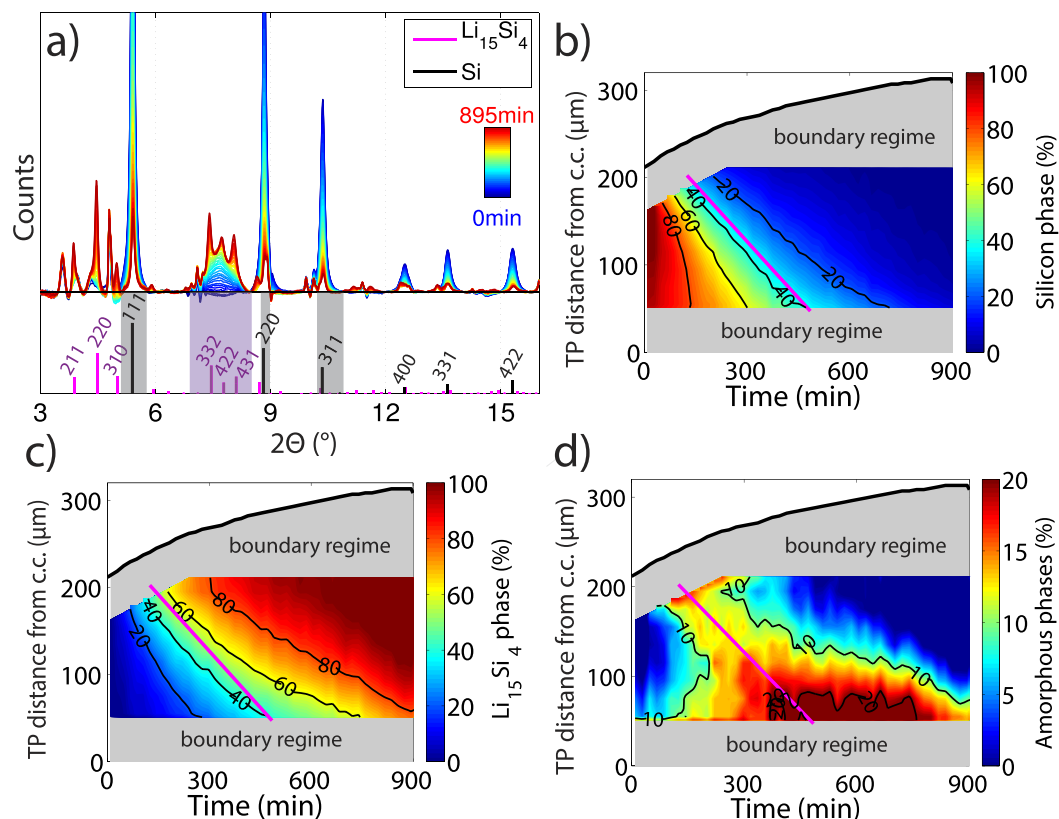 a)
Li15Si4
Si
895min
0min
Counts
211
220
310
111
332
422
431
220
311
400
331
422
3 6 9 12 15
2Θ (°)
b)
TP distance from c.c. (μm)
300
200
100
0
boundary regime
80
60
40
20
40
20
boundary regime
0 300 600 900
Time (min)
100
80
60
40
20
0
Silicon phase (%)
c)
TP distance from c.c. (μm)
300
200
100
0
boundary regime
20
40
60
80
40
60
80
boundary regime
0 300 600 900
Time (min)
100
80
60
40
20
0
Li15Si4 phase (%)
d)
TP distance from c.c. (μm)
300
200
100
0
boundary regime
10
10
10
10
20
boundary regime
0 300 600 900
Time (min)
20
15
10
5
0
Amorphous phases (%)